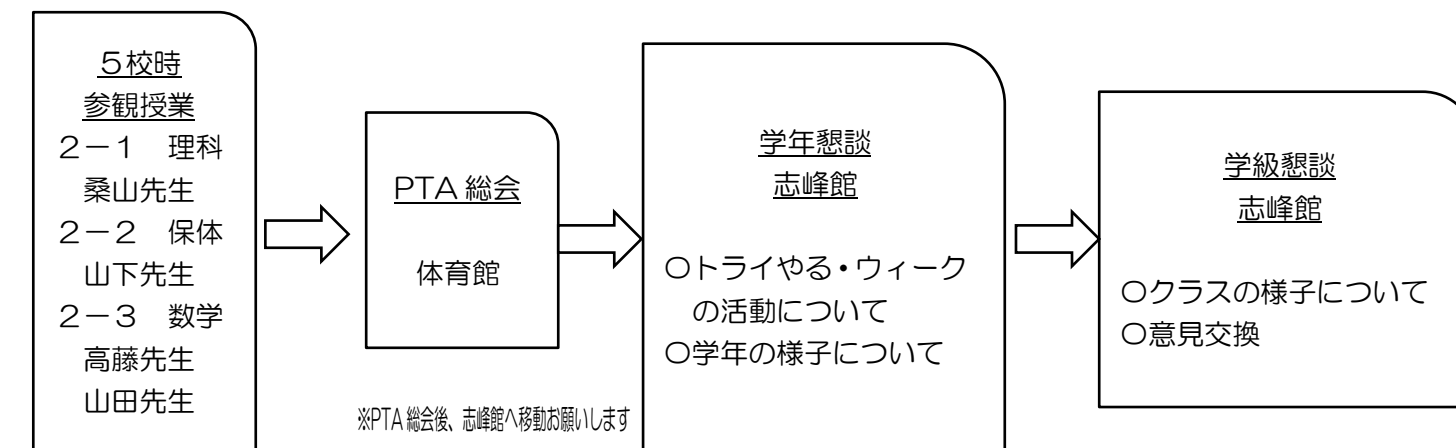 ５校時
参観授業
２－１　理科
桑山先生
２－２　保体
山下先生
２－３　数学
高藤先生
山田先生
PTA 総会
体育館
※PTA 総会後、志峰館へ移動お願いします
学年懇談
志峰館
〇トライやる・ウィーク
の活動について
〇学年の様子について
学級懇談
志峰館
〇クラスの様子について
〇意見交換